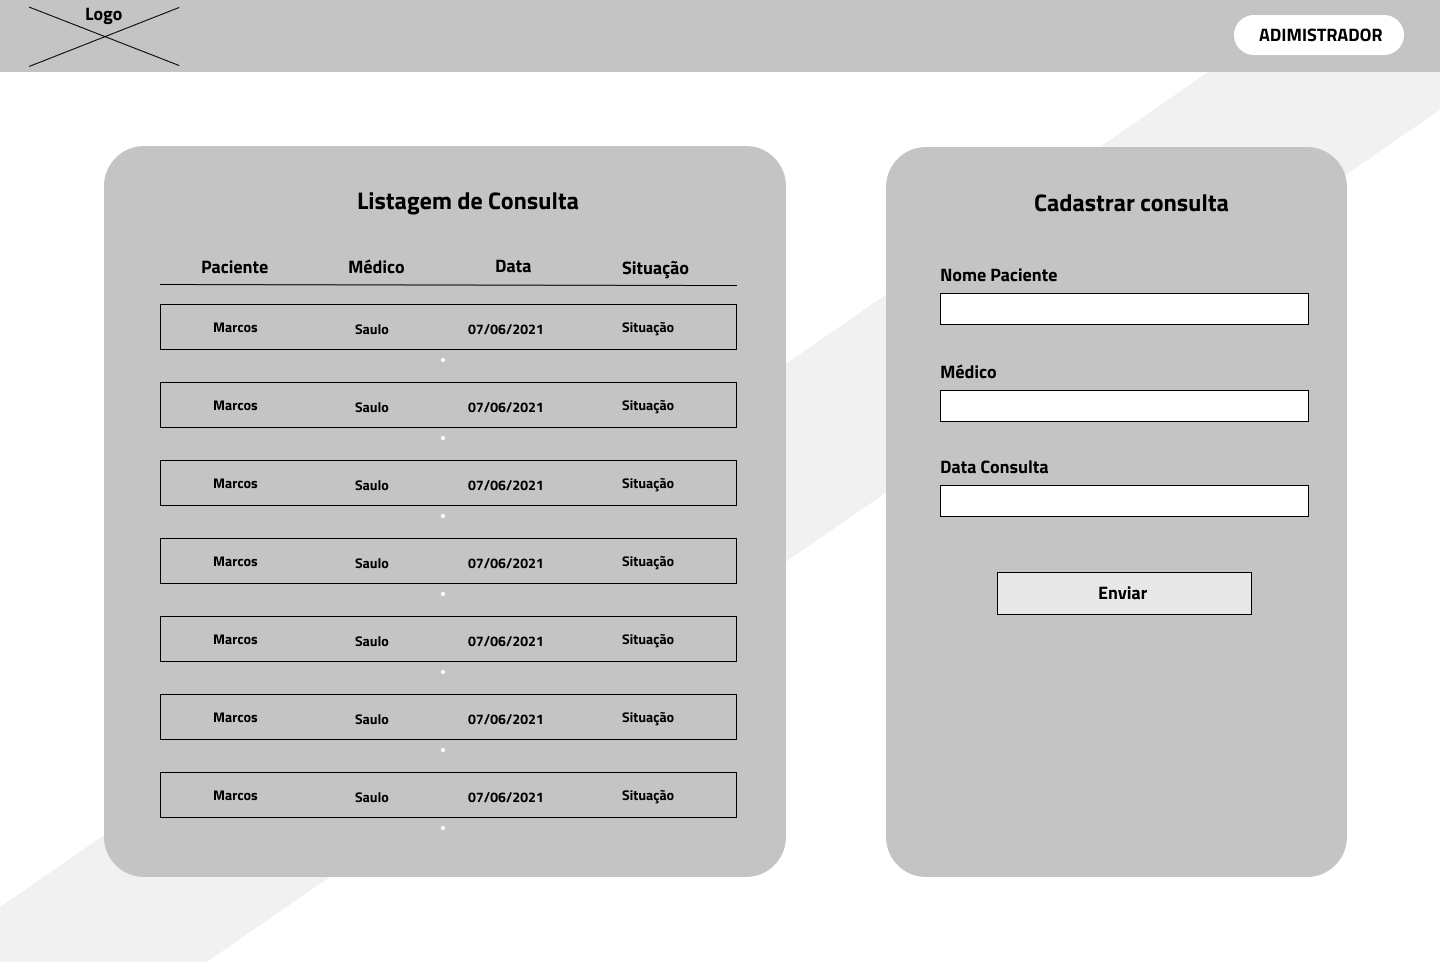 Logo
ADIMISTRADOR
Listagem de Consulta
Paciente Médico Data Situação
Marcos Saulo 07/06/2021 Situação
Marcos Saulo 07/06/2021 Situação
Marcos Saulo 07/06/2021 Situação
Marcos Saulo 07/06/2021 Situação
Marcos Saulo 07/06/2021 Situação
Marcos Saulo 07/06/2021 Situação
Marcos Saulo 07/06/2021 Situação
Cadastrar consulta
Nome Paciente
Médico
Data Consulta
Enviar